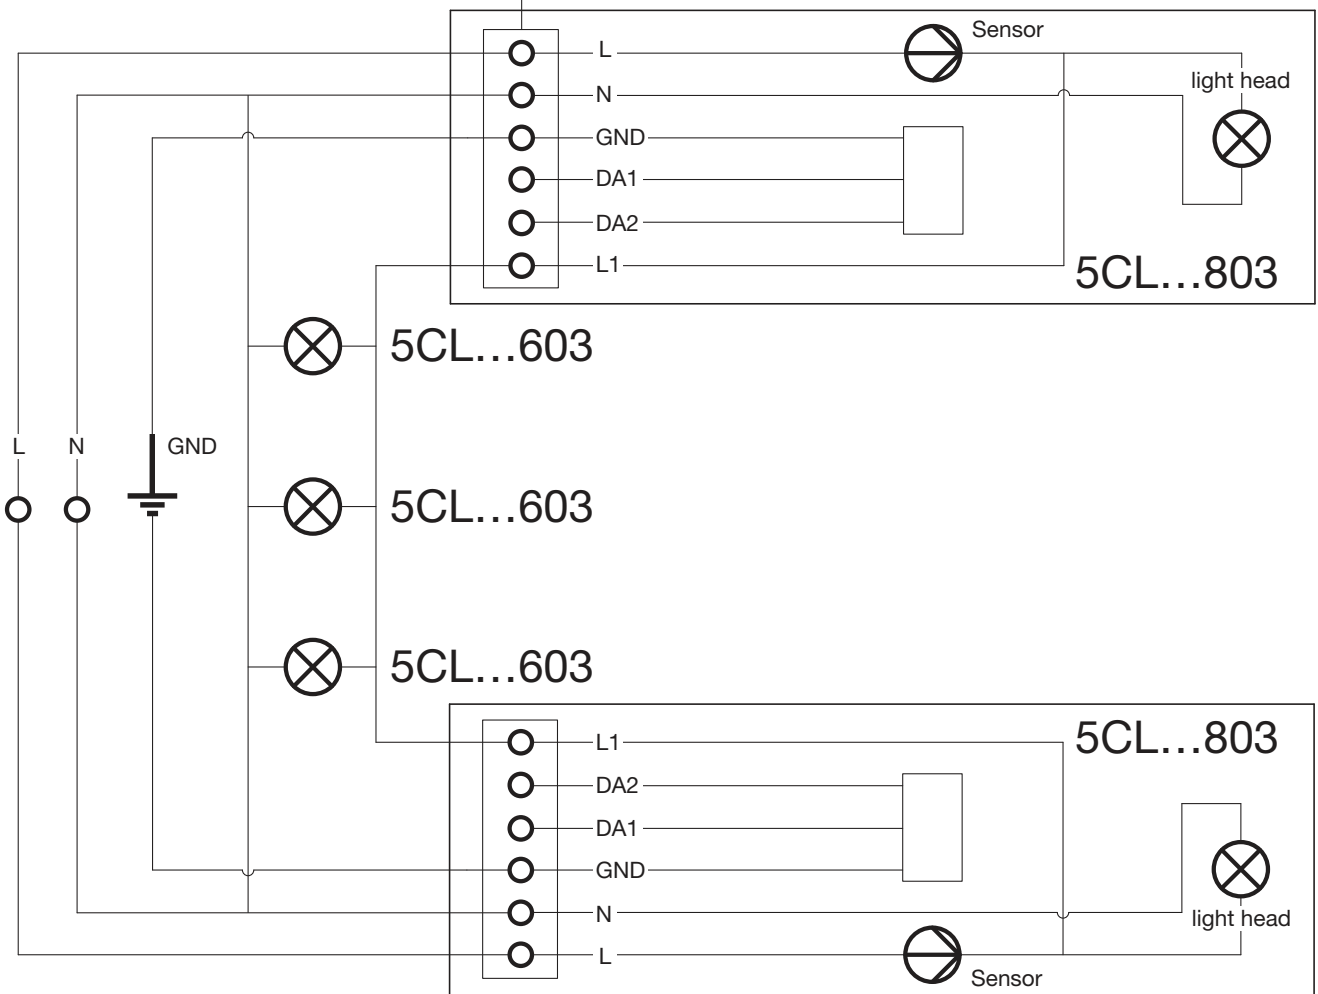 L
Sensor
light head
N
GND
DA1
DA2
L1
5CL...803
5CL...603
L
N
GND
5CL...603
5CL...603
L1
5CL...803
DA2
DA1
GND
N
light head
L
Sensor